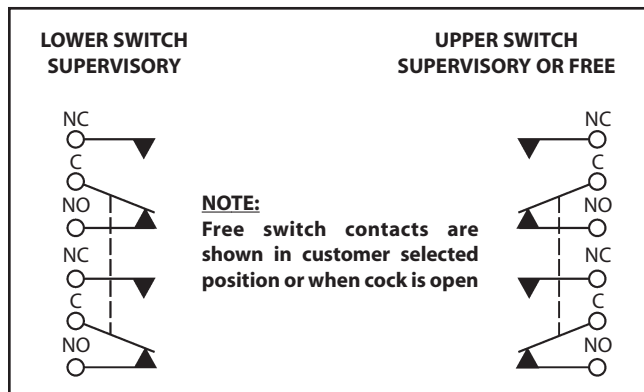 LOWER SWITCH
SUPERVISORY
UPPER SWITCH
SUPERVISORY OR FREE
NC
C
NO
NC
C
NO
NOTE:
Free switch contacts are
shown in customer selected
position or when cock is open
NC
C
NO
NC
C
NO